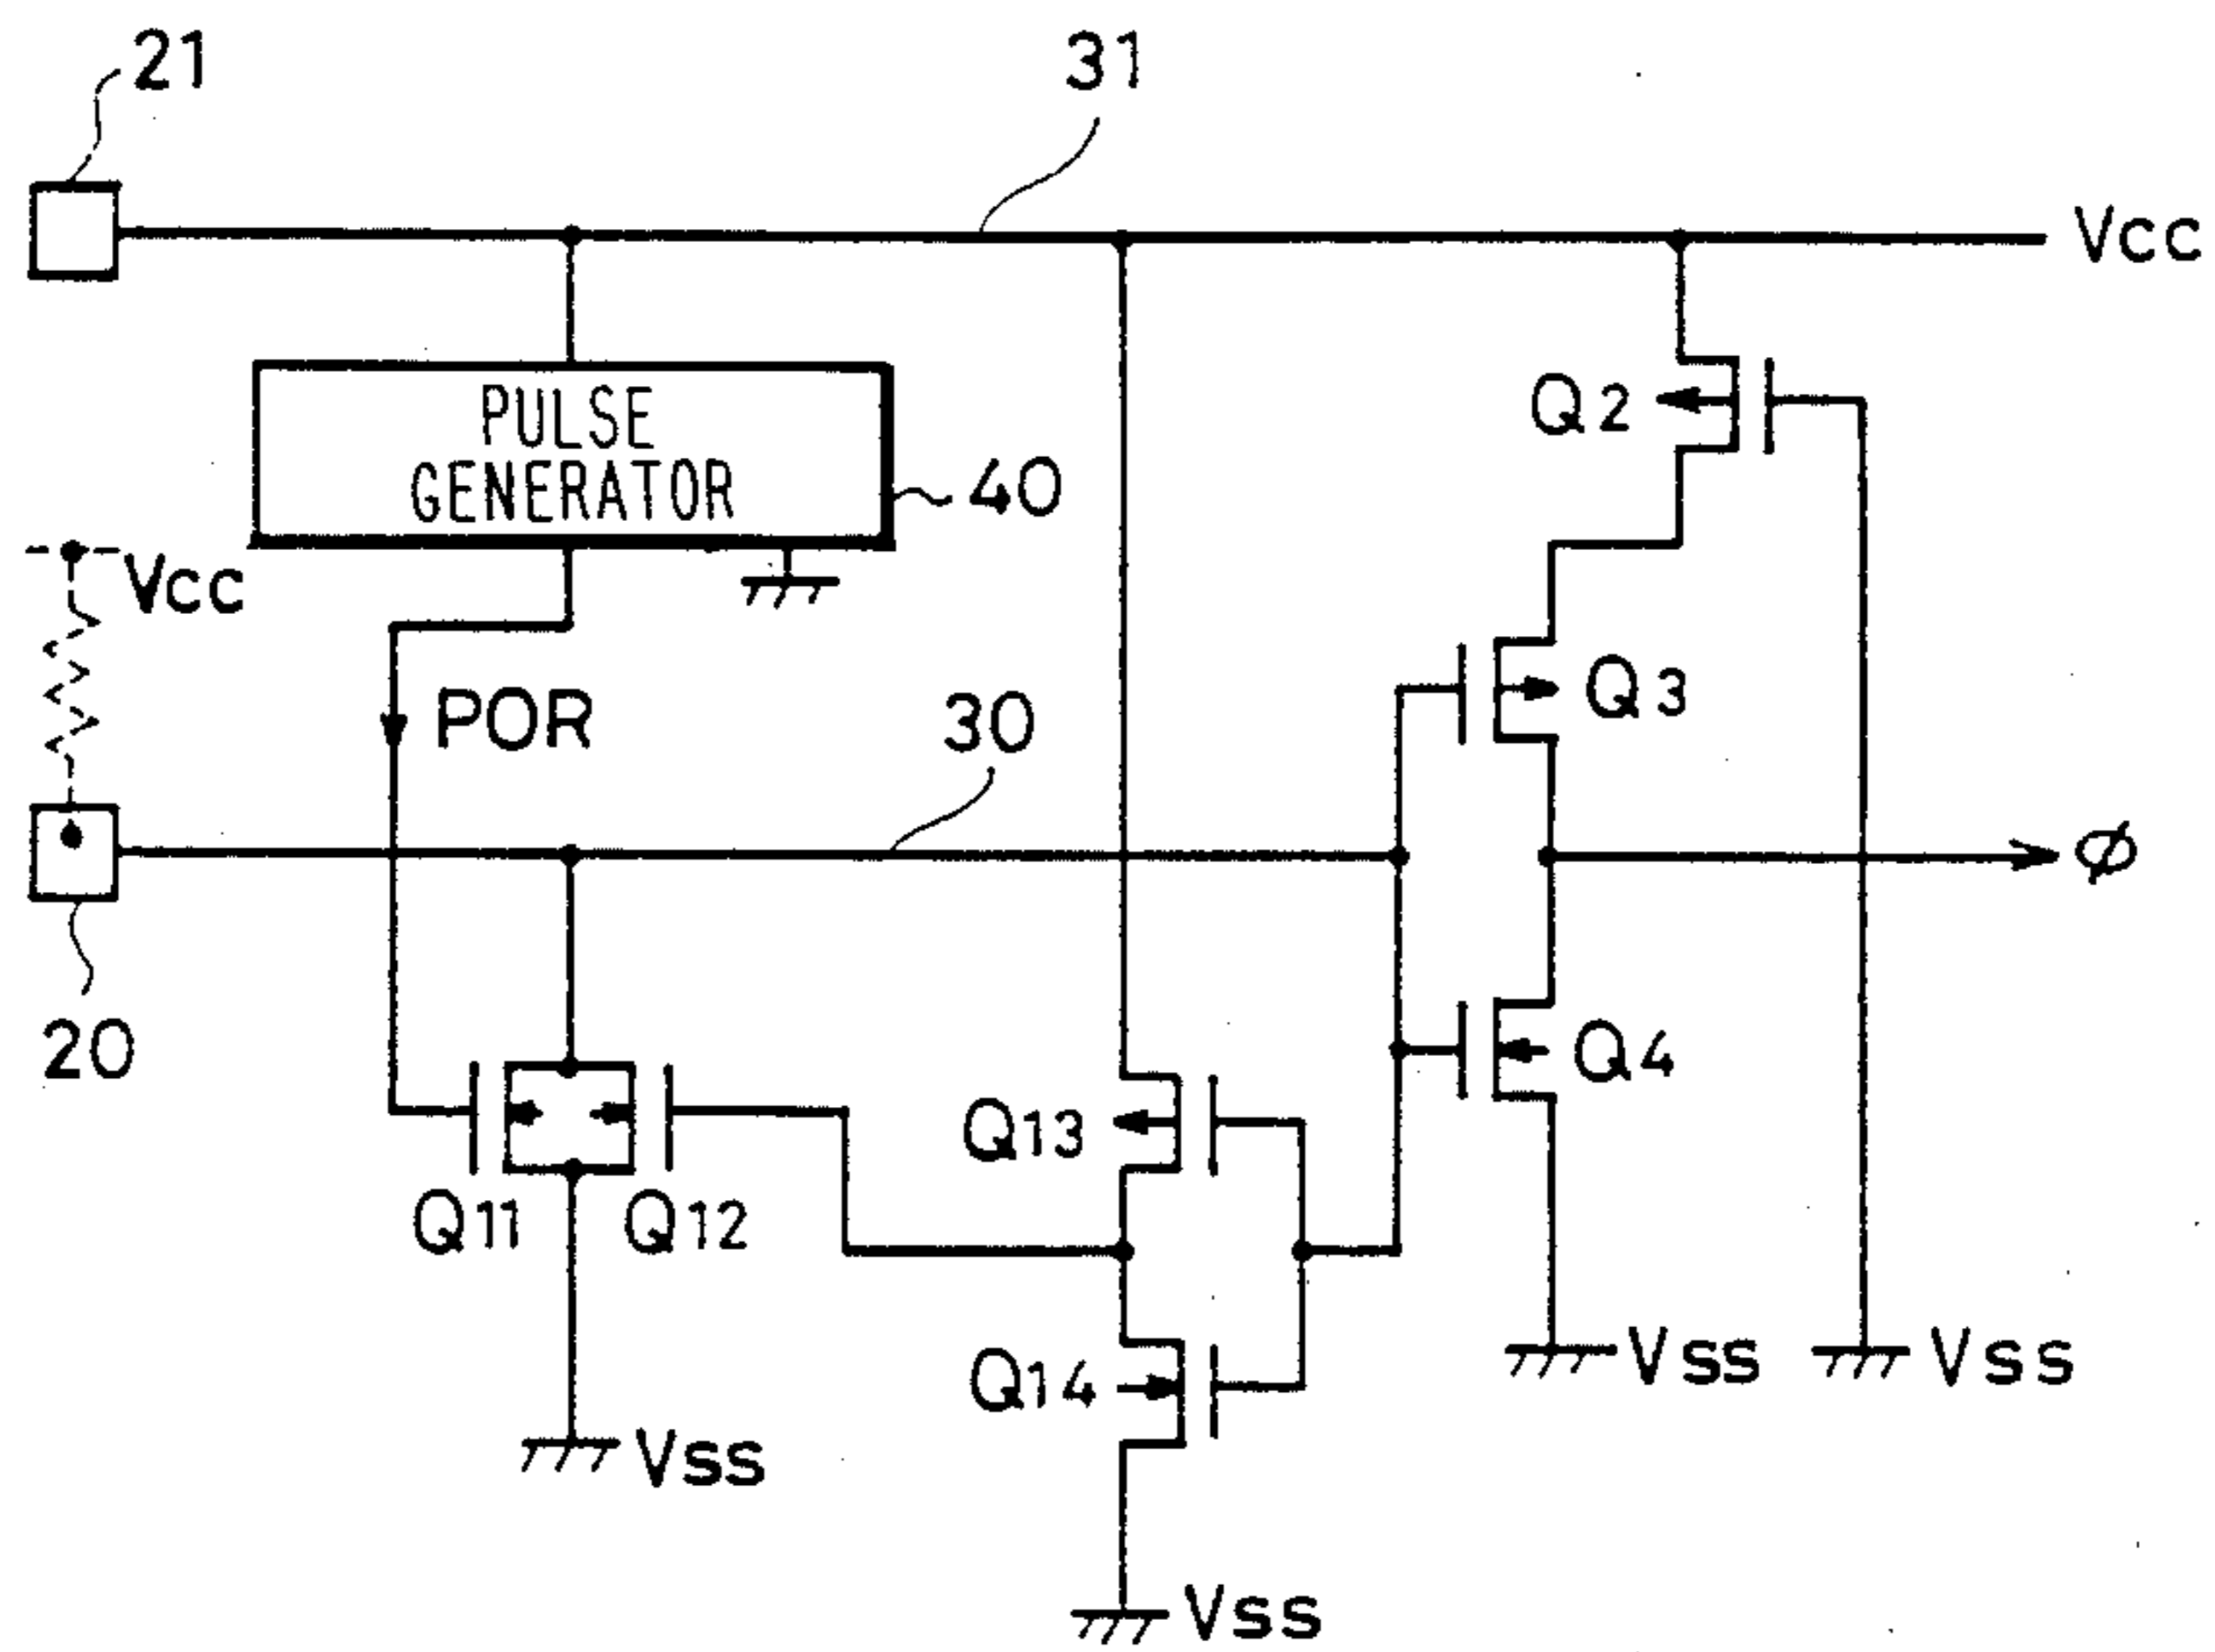 21
31
Vcc
PULSE
GENERATOR
40
Q2
Vcc
POR
30
Q3
φ
20
Q4
Q13
Q11
Q12
Q14
Vss
Vss
Vss
Vss